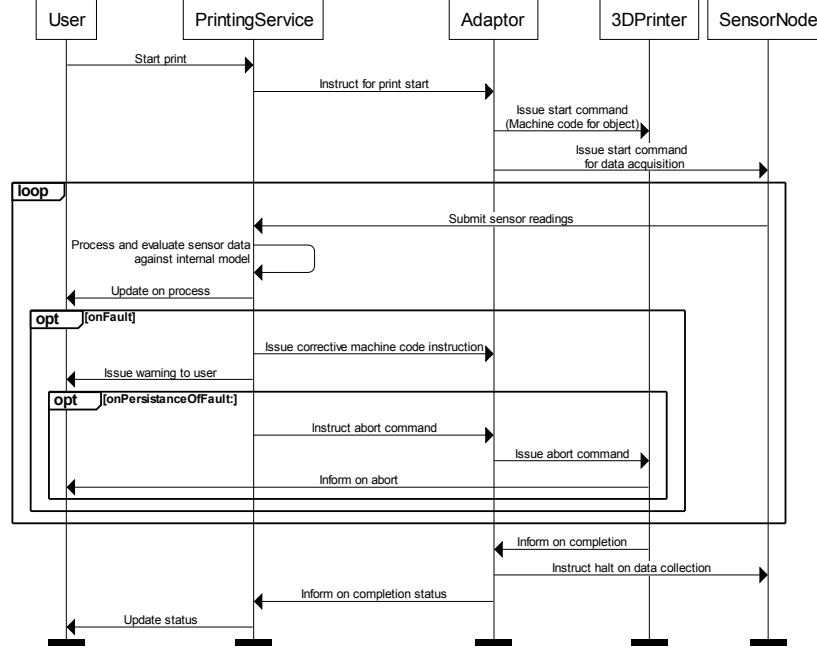 User
PrintingService
Adaptor
3DPrinter
SensorNode
Start print
Instruct for print start
Issue start command
(Machine code for object)
Issue start command
for data acquisition
loop
Submit sensor readings
Process and evaluate sensor data
against internal model
Update on process
opt
[onFault]
Issue corrective machine code instruction
Issue warning to user
opt
[onPersistanceOfFault:]
Instruct abort command
Issue abort command
Inform on abort
Inform on completion
Instruct halt on data collection
Inform on completion status
Update status